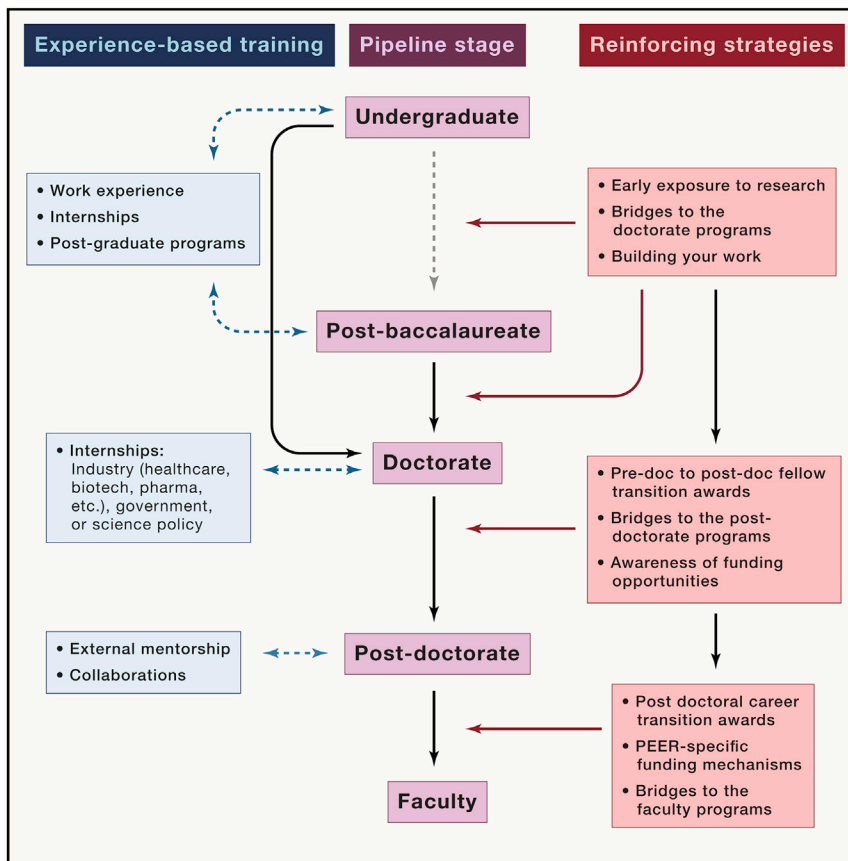 Experience-based training
Pipeline stage
Reinforcing strategies
Undergraduate
• Work experience
• Internships
• Post-graduate programs
• Early exposure to research
• Bridges to the
doctorate programs
• Building your work
Post-baccalaureate
• Internships:
Industry (healthcare,
biotech, pharma,
etc.), government,
or science policy
Doctorate
• Pre-doc to post-doc fellow
transition awards
• Bridges to the post-
doctorate programs
• Awareness of funding
opportunities
• External mentorship
• Collaborations
Post-doctorate
• Post doctoral career
transition awards
• PEER-specific
funding mechanisms
• Bridges to the
faculty programs
Faculty